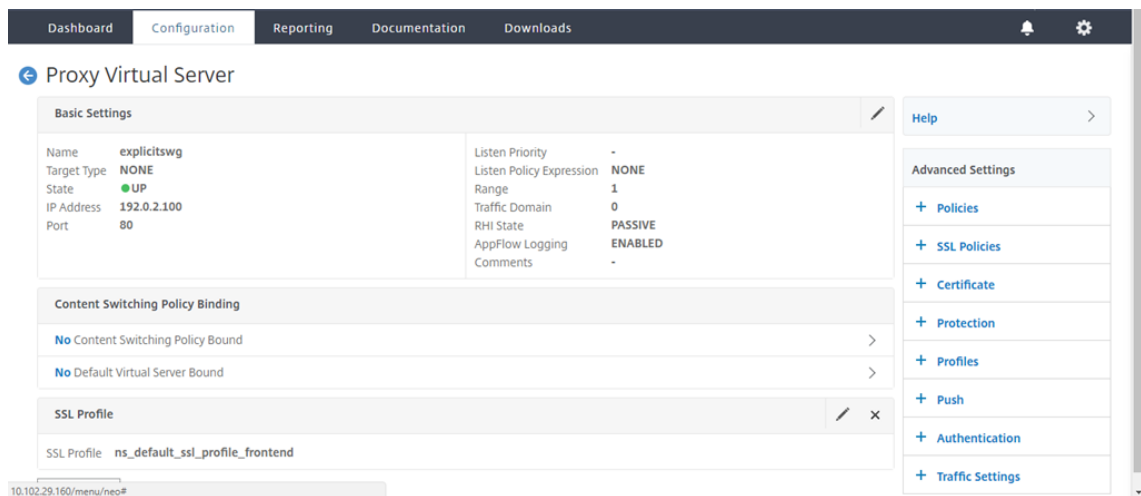 Dashboard Configuration Reporting Documentation Downloads
Proxy Virtual Server
Basic Settings
Name explicitswg
Target Type NONE
State UP
IP Address 192.0.2.100
Port 80
Listen Priority -
Listen Policy Expression NONE
Range 1
Traffic Domain 0
RHI State PASSIVE
AppFlow Logging ENABLED
Comments -
Content Switching Policy Binding
No Content Switching Policy Bound
No Default Virtual Server Bound
SSL Profile
SSL Profile ns_default_ssl_profile_frontend
Help
Advanced Settings
+ Policies
+ SSL Policies
+ Certificate
+ Protection
+ Profiles
+ Push
+ Authentication
+ Traffic Settings
10.102.29.160/menu/neo#